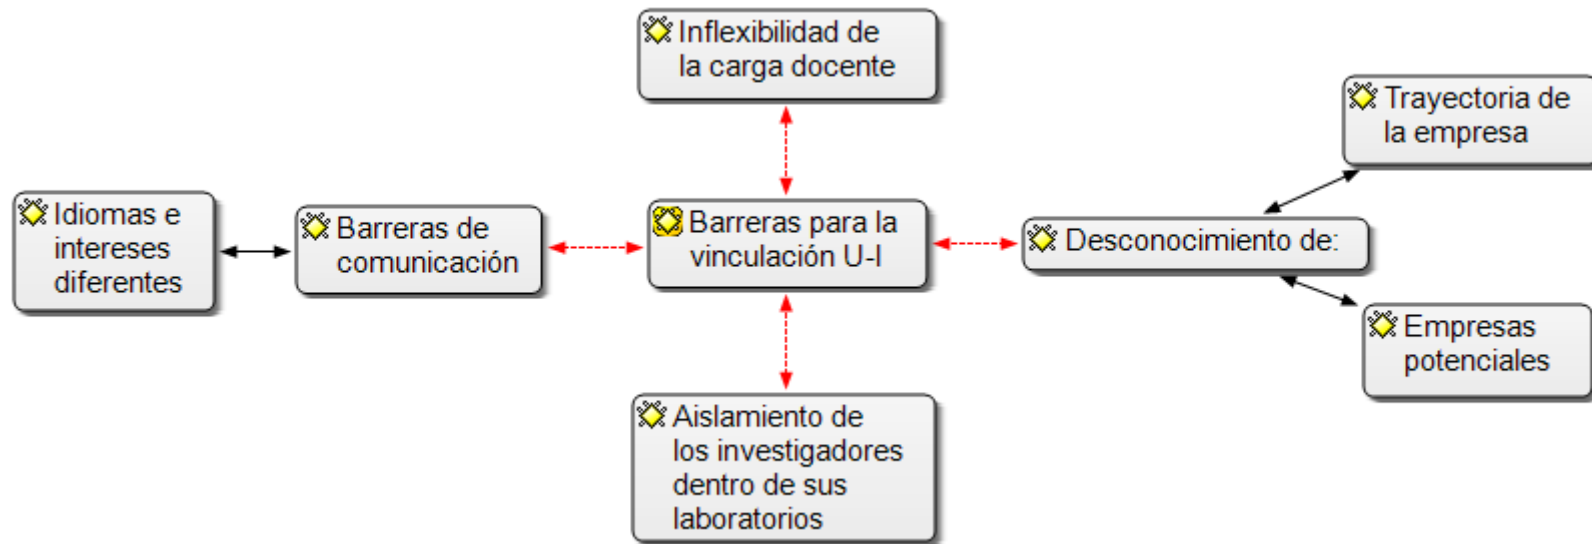 Inflexibilidad de
la carga docente
Trayectoria de
la empresa
Idiomas e
intereses
diferentes
Barreras de
comunicación
Barreras para la
vinculación U-I
Desconocimiento de:
Empresas
potenciales
Aislamiento de
los investigadores
dentro de sus
laboratorios